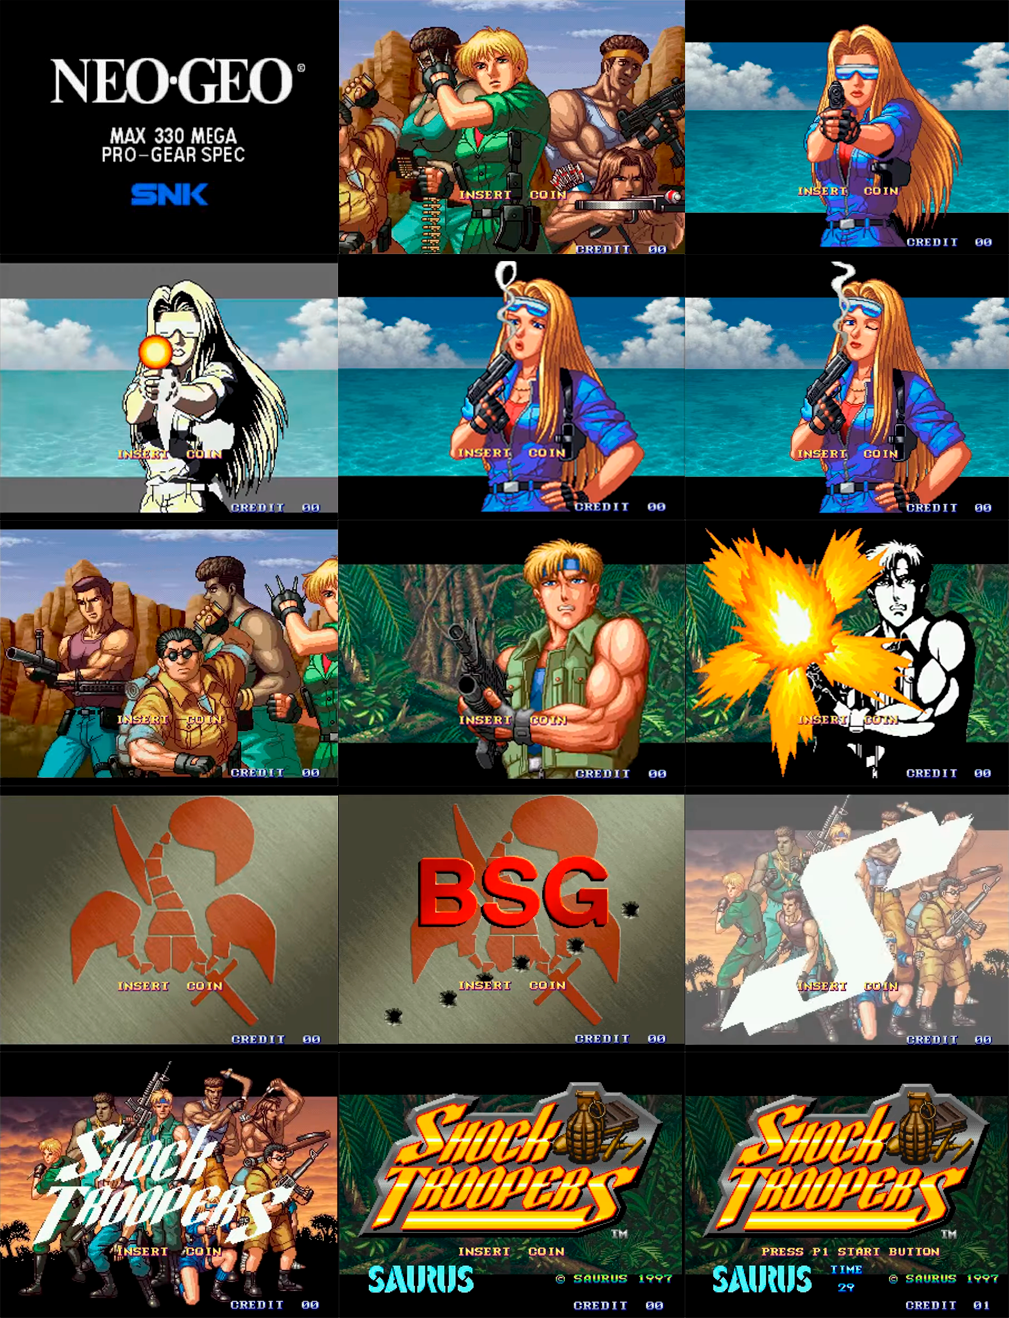 NEO·GEO®
MAX 330 MEGA
PRO-GEAR SPEC
SNK
INSERT COIN
CREDIT 00
INSERT COIN
CREDIT 00
INSERT COIN
CREDIT 00
INSERT COIN
CREDIT 00
INSERT COIN
CREDIT 00
INSERT COIN
CREDIT 00
INSERT COIN
CREDIT 00
INSERT COIN
CREDIT 00
INSERT COIN
CREDIT 00
BSG
INSERT COIN
CREDIT 00
S
INSERT COIN
CREDIT 00
SHOCK
TROOPERS
INSERT COIN
CREDIT 00
SHOCK
TROOPERS
TM
INSERT COIN
SAURUS © SAURUS 1997
CREDIT 00
SHOCK
TROOPERS
TM
PRESS P1 START BUTTON
TIME
SAURUS 29 © SAURUS 1997
CREDIT 01